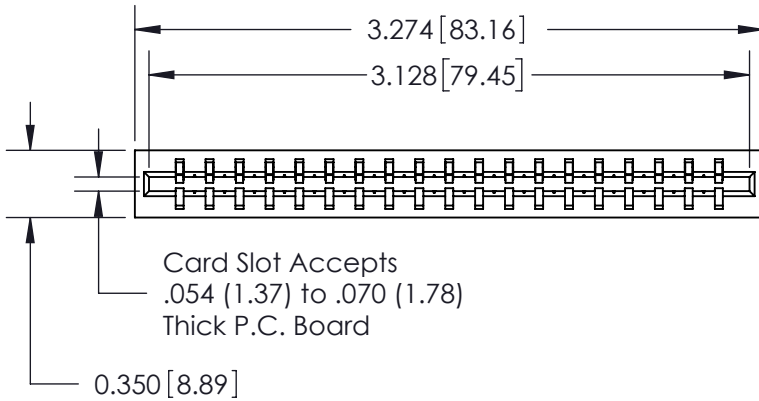 3.274 [83.16]
3.128 [79.45]
Card Slot Accepts
.054 (1.37) to .070 (1.78)
Thick P.C. Board
0.350 [8.89]